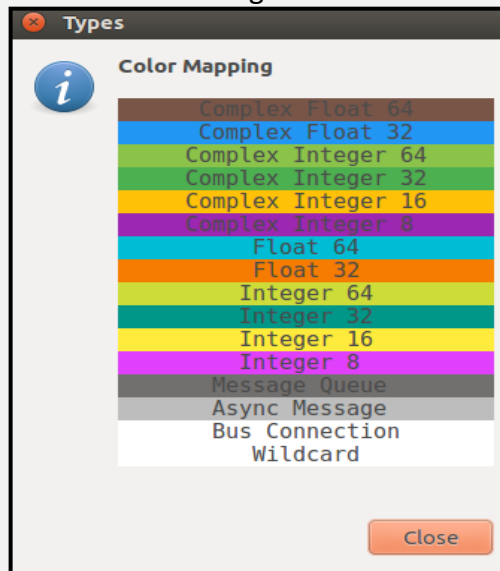 Types
Color Mapping
Complex Float 64
Complex Float 32
Complex Integer 64
Complex Integer 32
Complex Integer 16
Complex Integer 8
Float 64
Float 32
Integer 64
Integer 32
Integer 16
Integer 8
Message Queue
Async Message
Bus Connection
Wildcard
Close